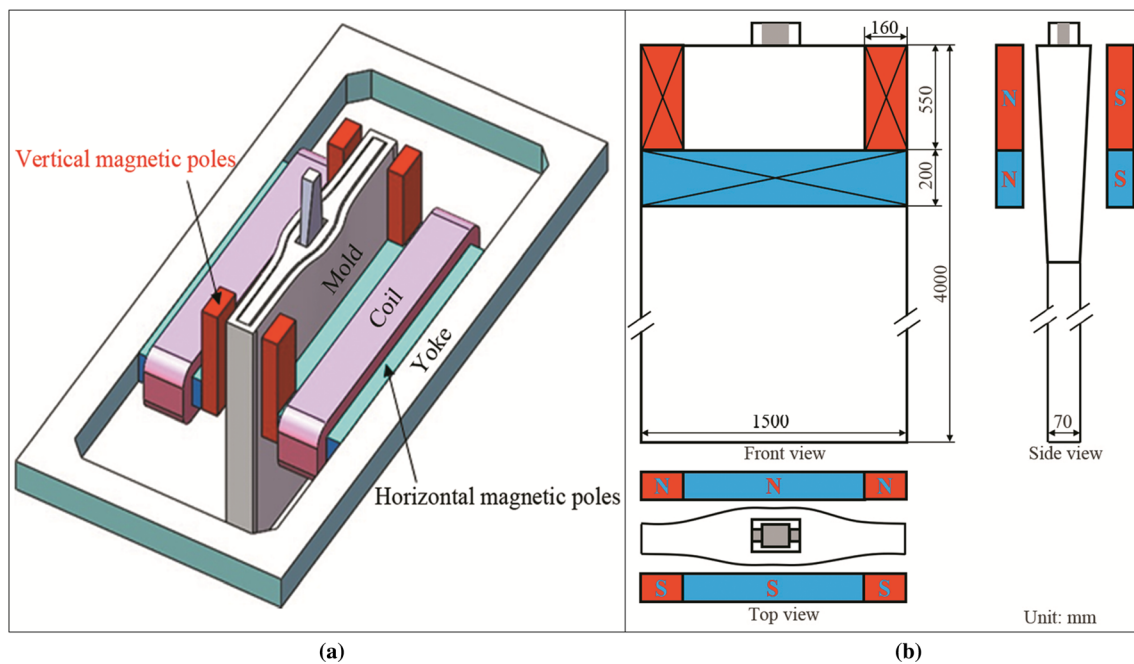 Vertical magnetic poles
Mold
Coil
Yoke
Horizontal magnetic poles
(a)
160
550
200
4000
1500
Front view
N
S
N
S
70
Side view
N N N
S S S
Top view
Unit: mm
(b)